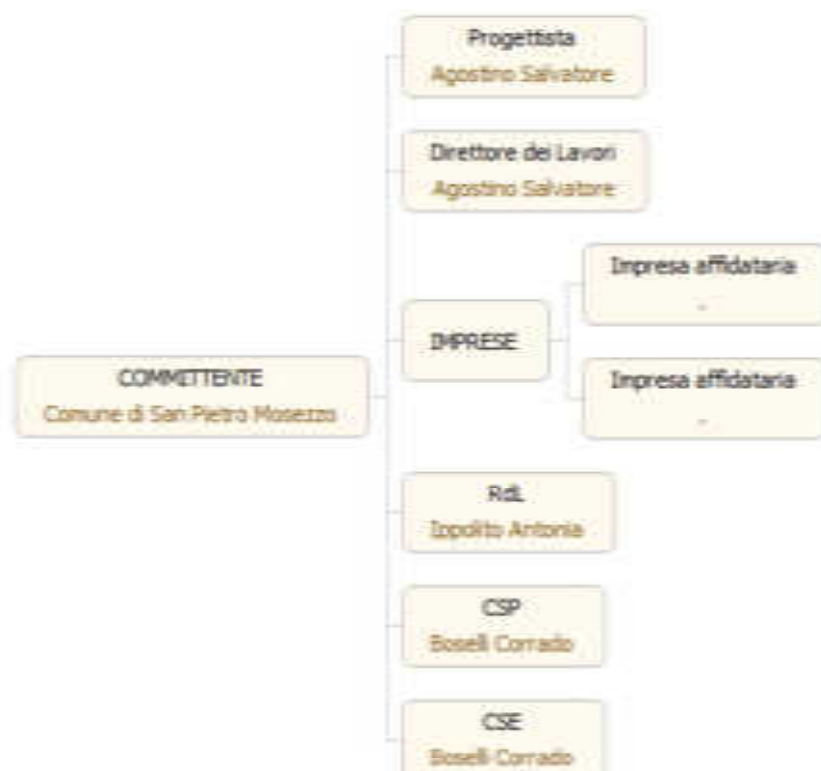 Progettista
Agostino Salvatore
Direttore dei Lavori
Agostino Salvatore
Impresa affidataria
-
IMPRESE
COMMITTENTE
Comune di San Pietro Mosezzo
Impresa affidataria
-
RdL
Ippolito Antonia
CSP
Boselli Corrado
CSE
Boselli Corrado